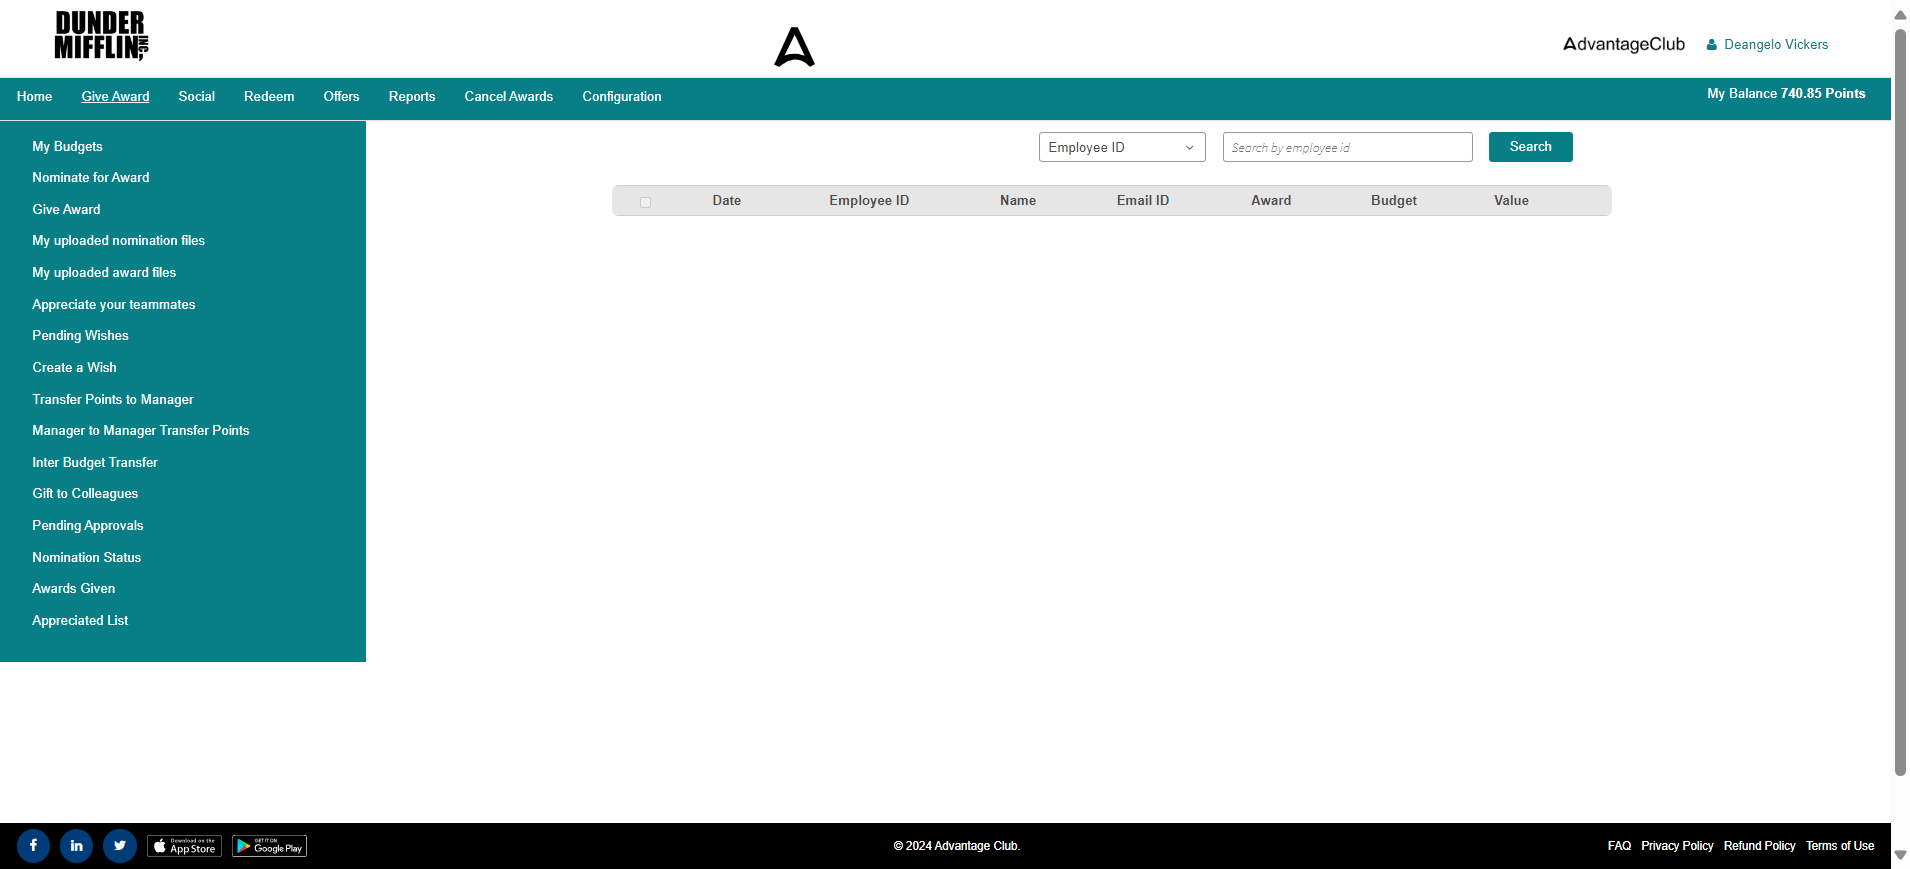 DUNDER
MIFFLIN INC,
AdvantageClub
Deangelo Vickers
Home Give Award Social Redeem Offers Reports Cancel Awards Configuration
My Balance 740.85 Points
My Budgets
Nominate for Award
Give Award
My uploaded nomination files
My uploaded award files
Appreciate your teammates
Pending Wishes
Create a Wish
Transfer Points to Manager
Manager to Manager Transfer Points
Inter Budget Transfer
Gift to Colleagues
Pending Approvals
Nomination Status
Awards Given
Appreciated List
Employee ID Search by employee id Search
Date Employee ID Name Email ID Award Budget Value
Download on the
App Store
GET IT ON
Google Play
© 2024 Advantage Club.
FAQ Privacy Policy Refund Policy Terms of Use